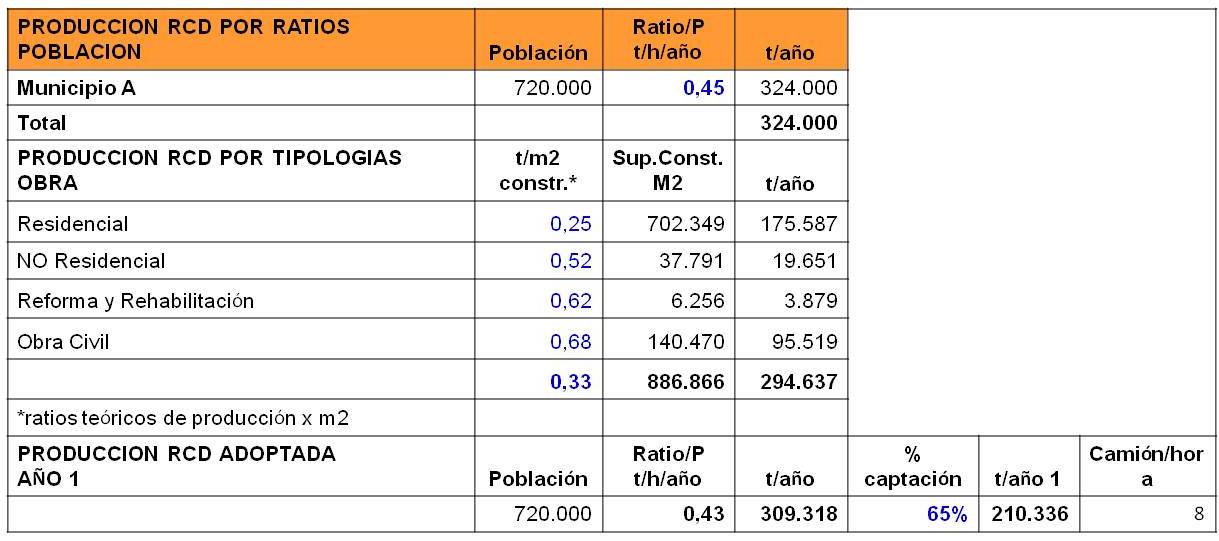 PRODUCCION RCD POR RATIOS
POBLACION Población Ratio/P t/h/año t/año
Municipio A 720.000 0,45 324.000
Total 324.000
PRODUCCION RCD POR TIPOLOGIAS
OBRA t/m2 constr.* Sup.Const. M2 t/año
Residencial 0,25 702.349 175.587
NO Residencial 0,52 37.791 19.651
Reforma y Rehabilitación 0,62 6.256 3.879
Obra Civil 0,68 140.470 95.519
0,33 886.866 294.637
*ratios teóricos de producción x m2
PRODUCCION RCD ADOPTADA
AÑO 1 Población Ratio/P t/h/año t/año % captación t/año 1 Camión/hor a
720.000 0,43 309.318 65% 210.336 8